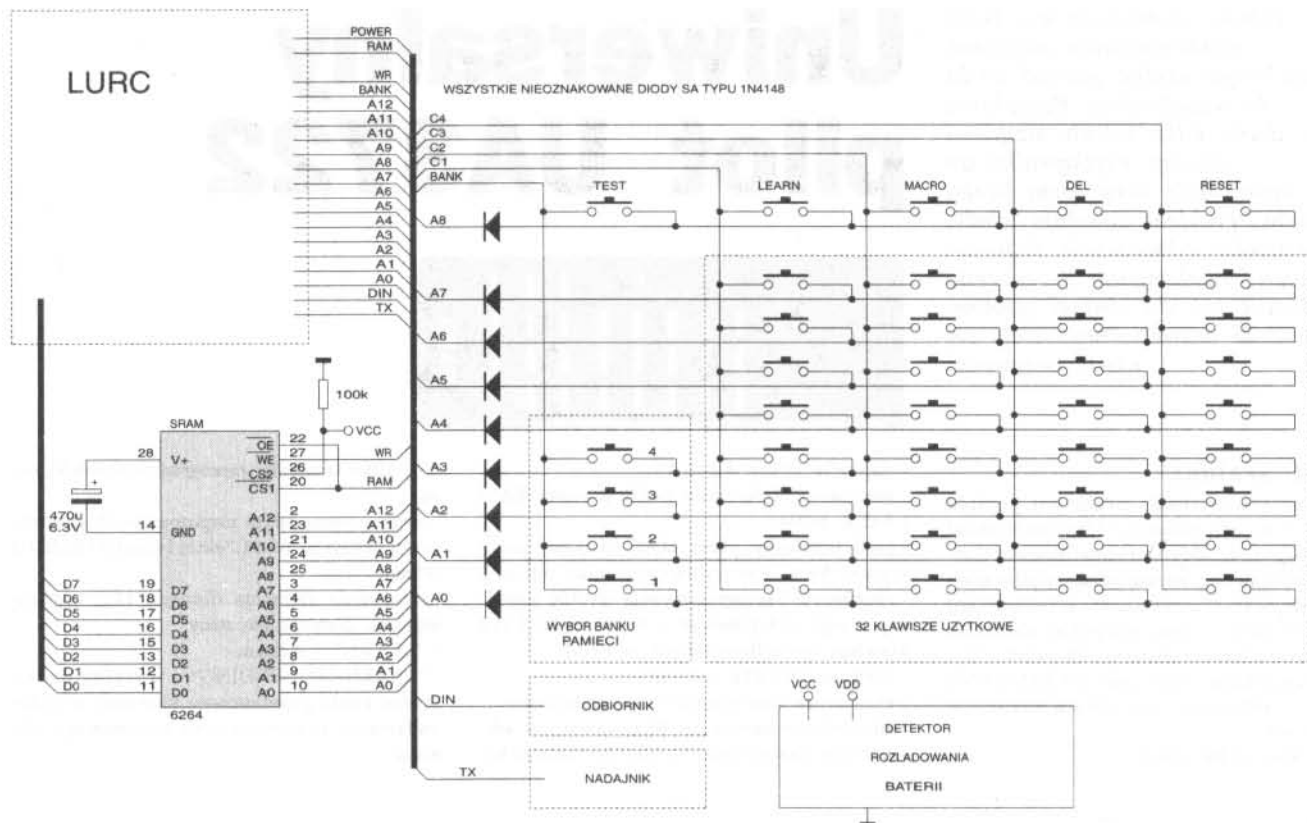 LURC
POWER
RAM
WR
BANK
A12
A11
A10
A9
A8
A7
A6
A5
A4
A3
A2
A1
A0
DIN
TX
WSZYSTKIE NIEOZNAKOWANE DIODY SA TYPU 1N4148
C4
C3
C2
C1
BANK
TEST
LEARN
MACRO
DEL
RESET
A8
A7
A6
A5
A4
A3
A2
A1
A0
4
3
2
1
WYBOR BANKU
PAMIECI
32 KLAWISZE UZYTKOWE
100k
VCC
SRAM
28
V+
470u
6.3V
+
14
GND
OE
22
WE
27
WR
CS2
26
CS1
20
RAM
A12
2
A12
A11
23
A11
A10
21
A10
A9
24
A9
A8
25
A8
A7
3
A7
A6
4
A6
A5
5
A5
A4
6
A4
A3
7
A3
A2
8
A2
A1
9
A1
A0
10
A0
D7
19
D7
D6
18
D6
D5
17
D5
D4
16
D4
D3
15
D3
D2
13
D2
D1
12
D1
D0
11
D0
6264
DIN
ODBIORNIK
TX
NADAJNIK
VCC
VDD
DETEKTOR
ROZLADOWANIA
BATERII